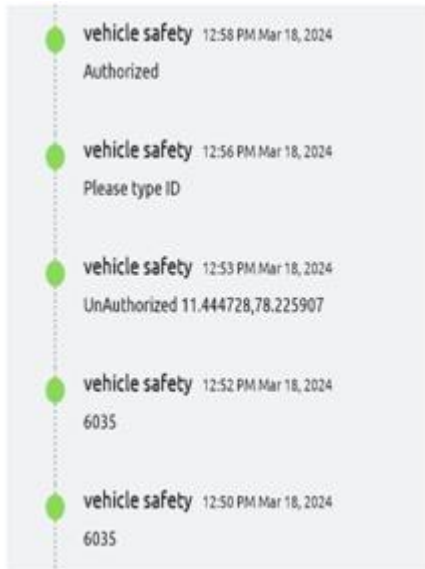 vehicle safety 12:58 PM Mar 18, 2024
Authorized
vehicle safety 12:56 PM Mar 18, 2024
Please type ID
vehicle safety 12:53 PM Mar 18, 2024
UnAuthorized 11.444728,78.225907
vehicle safety 12:52 PM Mar 18, 2024
6035
vehicle safety 12:50 PM Mar 18, 2024
6035